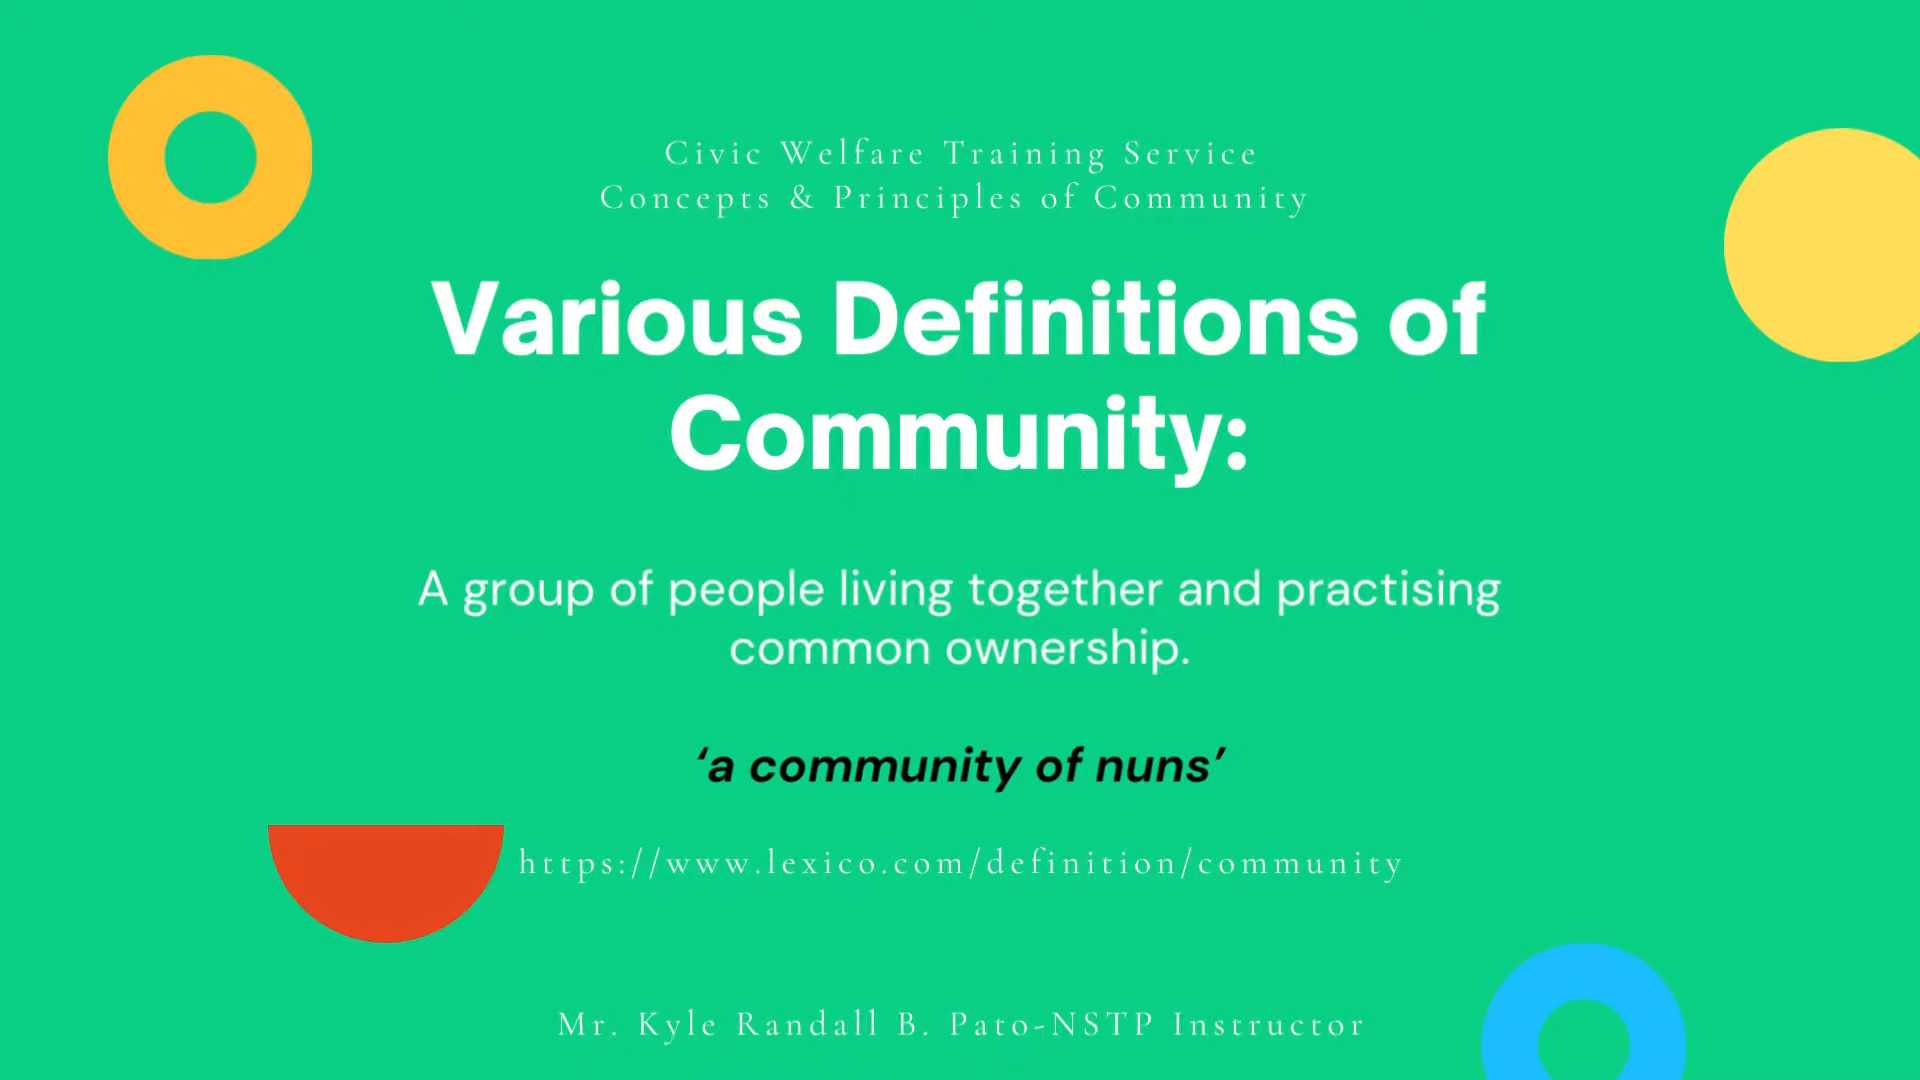 Civic Welfare Training Service
Concepts & Principles of Community
Various Definitions of
Community:
A group of people living together and practising
common ownership.
‘a community of nuns’
https://www.lexico.com/definition/community
Mr. Kyle Randall B. Pato-NSTP Instructor